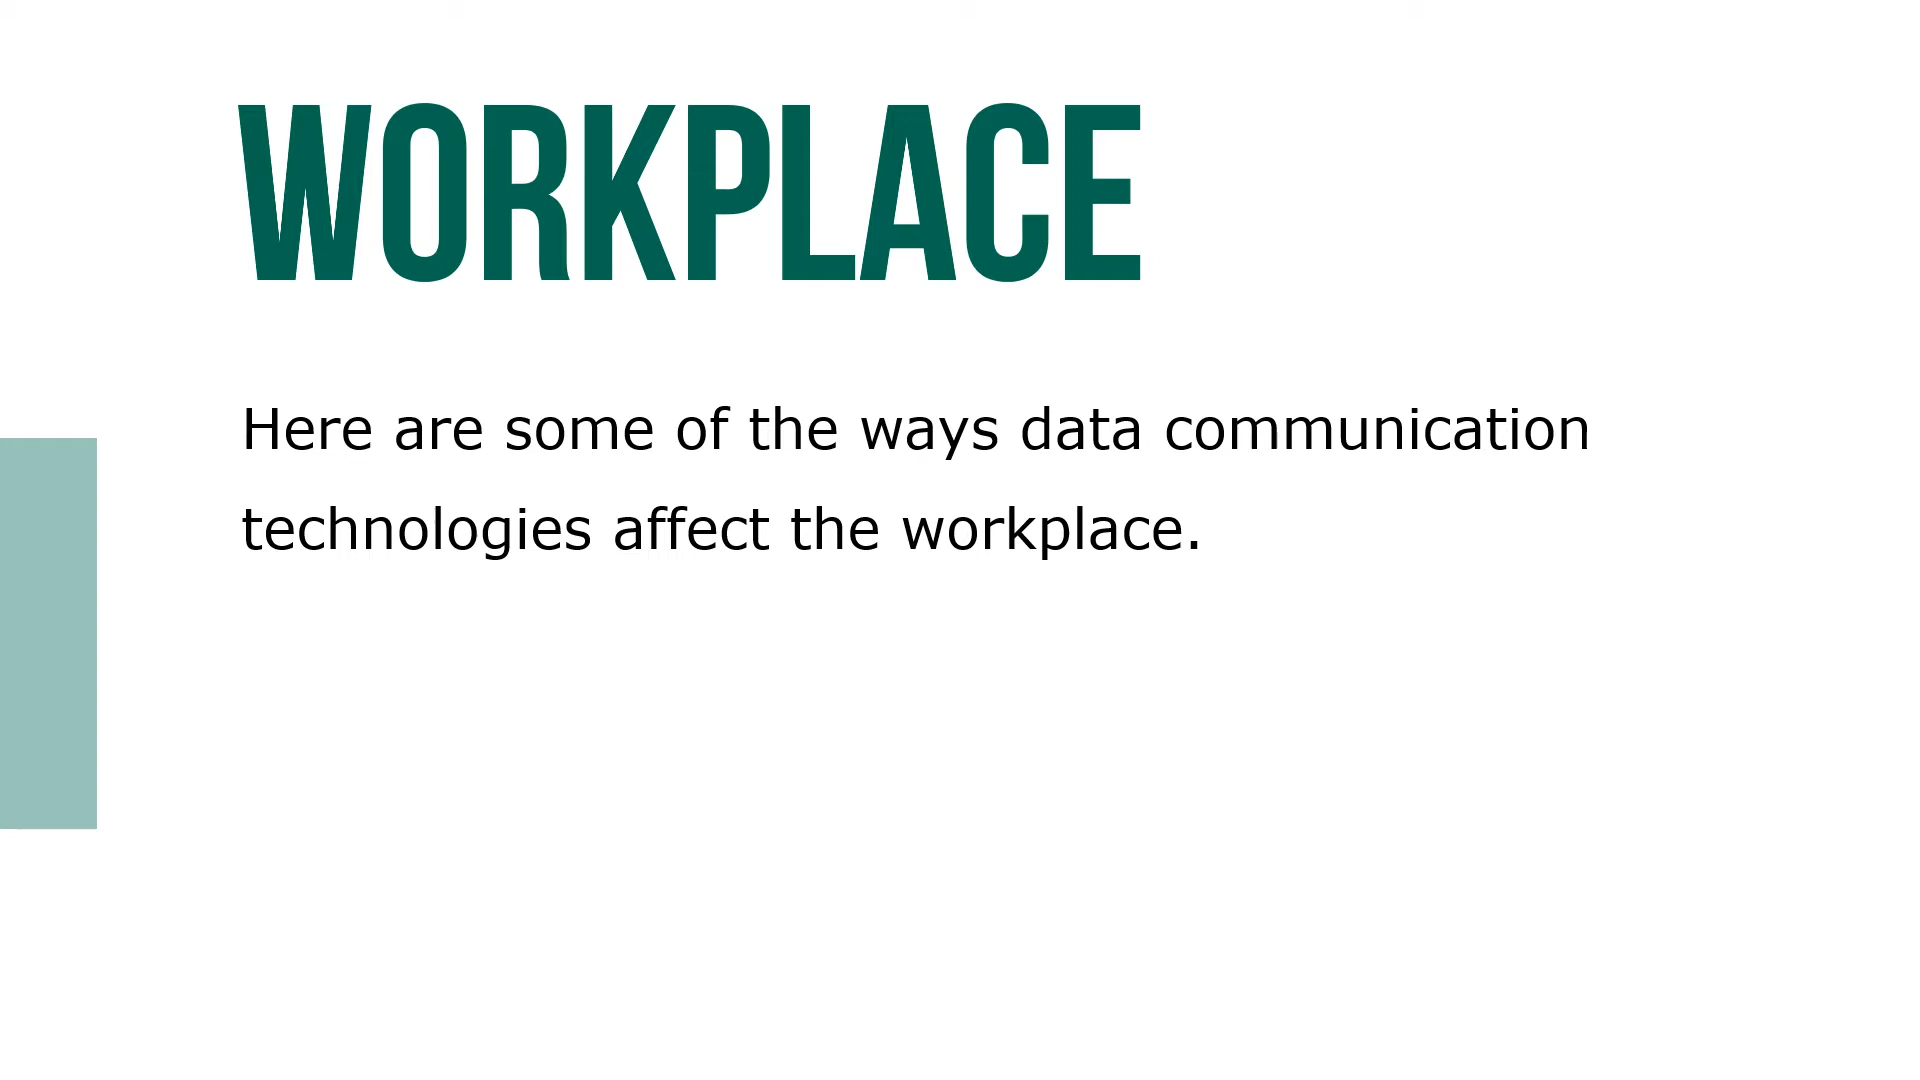 WORKPLACE
Here are some of the ways data communication
technologies affect the workplace.